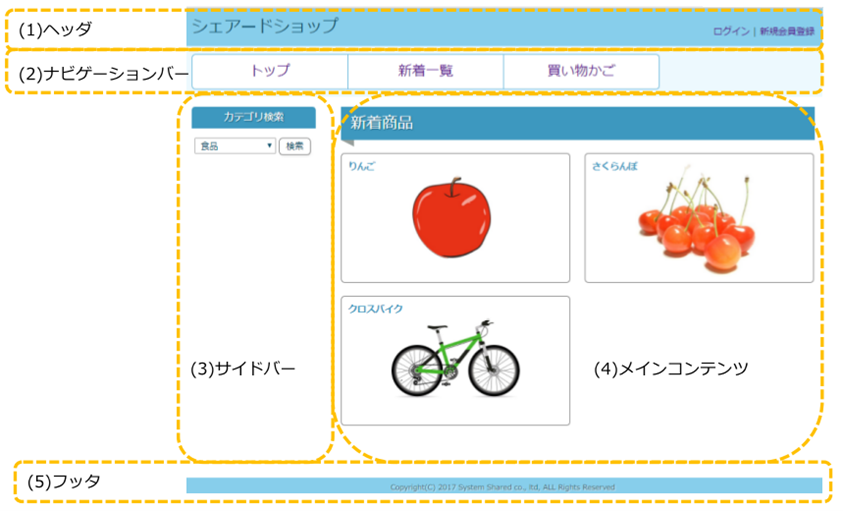 (1)ヘッダ
シェアードショップ
ログイン | 新規会員登録
(2)ナビゲーションバー
トップ 新着一覧 買い物かご
カテゴリ検索
食品 ▼ 検索
新着商品
りんご
さくらんぼ
クロスバイク
(3)サイドバー
(4)メインコンテンツ
(5)フッタ
Copyright(C) 2017 System Shared co., ltd, ALL Rights Reserved